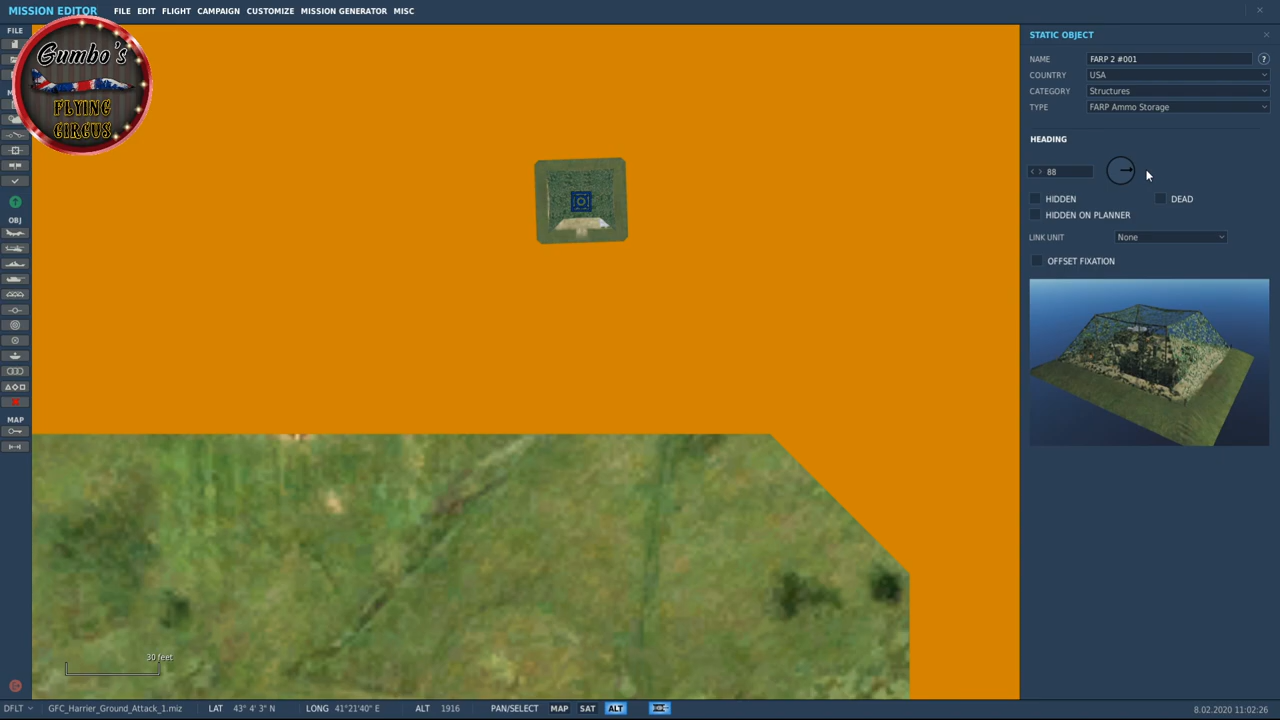 MISSION EDITOR FILE EDIT FLIGHT CAMPAIGN CUSTOMIZE MISSION GENERATOR MISC
FILE
Gumbo's
FLYING
CIRCUS
OBJ
MAP
STATIC OBJECT
NAME FARP 2 #001 ?
COUNTRY USA
CATEGORY Structures
TYPE FARP Ammo Storage
HEADING
< > 88
HIDDEN DEAD
HIDDEN ON PLANNER
LINK UNIT None
OFFSET FIXATION
30 feet
DFLT GFC_Harrier_Ground_Attack_1.miz LAT 43° 4' 3" N LONG 41°21'40" E ALT 1916 PAN/SELECT MAP SAT ALT 8.02.2020 11:02:26